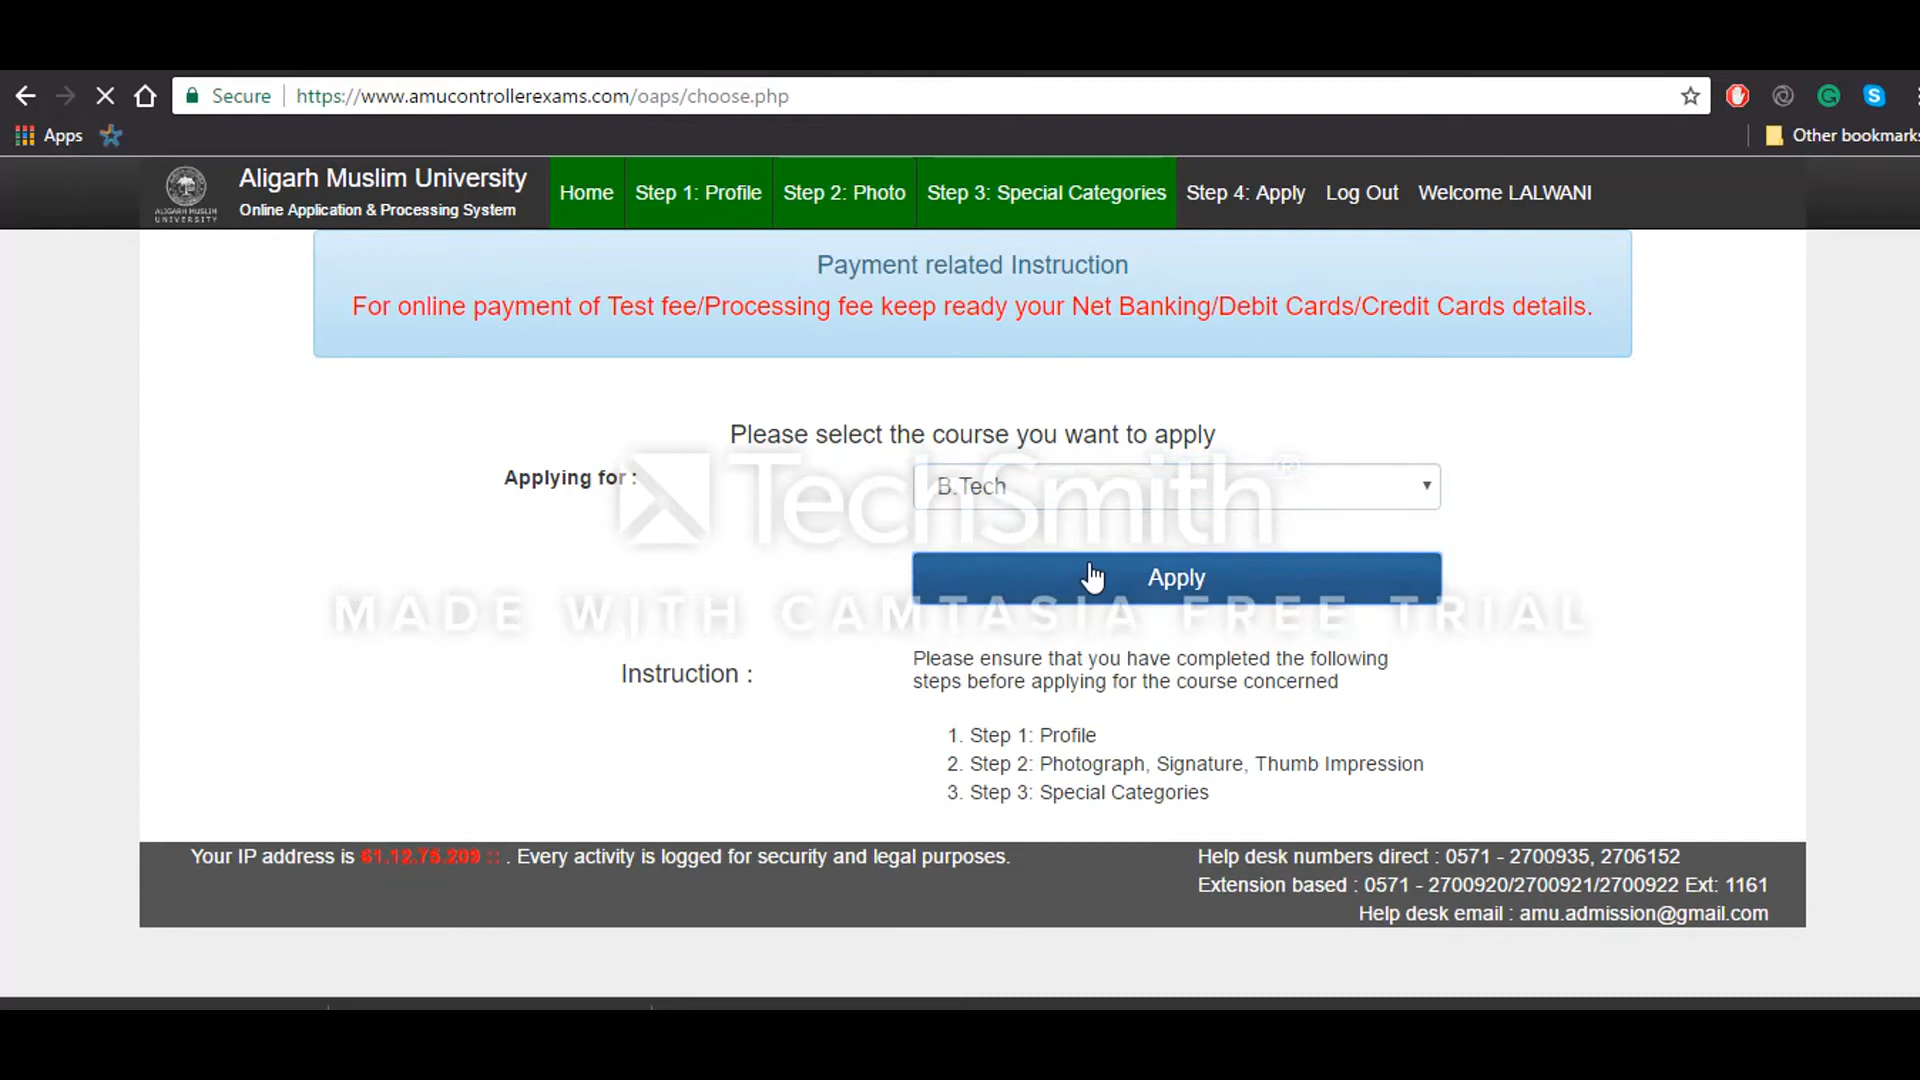 Secure https://www.amucontrollerexams.com/oaps/choose.php
Apps
Other bookmarks
Aligarh Muslim University
Online Application & Processing System
ALIGARH MUSLIM
UNIVERSITY
Home Step 1: Profile Step 2: Photo Step 3: Special Categories Step 4: Apply Log Out Welcome LALWANI
Payment related Instruction
For online payment of Test fee/Processing fee keep ready your Net Banking/Debit Cards/Credit Cards details.
Please select the course you want to apply
Applying for :
B.Tech
TechSmith®
Apply
MADE WITH CAMTASIA FREE TRIAL
Instruction :
Please ensure that you have completed the following
steps before applying for the course concerned
1. Step 1: Profile
2. Step 2: Photograph, Signature, Thumb Impression
3. Step 3: Special Categories
Your IP address is 61.12.75.209 :: . Every activity is logged for security and legal purposes.
Help desk numbers direct : 0571 - 2700935, 2706152
Extension based : 0571 - 2700920/2700921/2700922 Ext: 1161
Help desk email : amu.admission@gmail.com